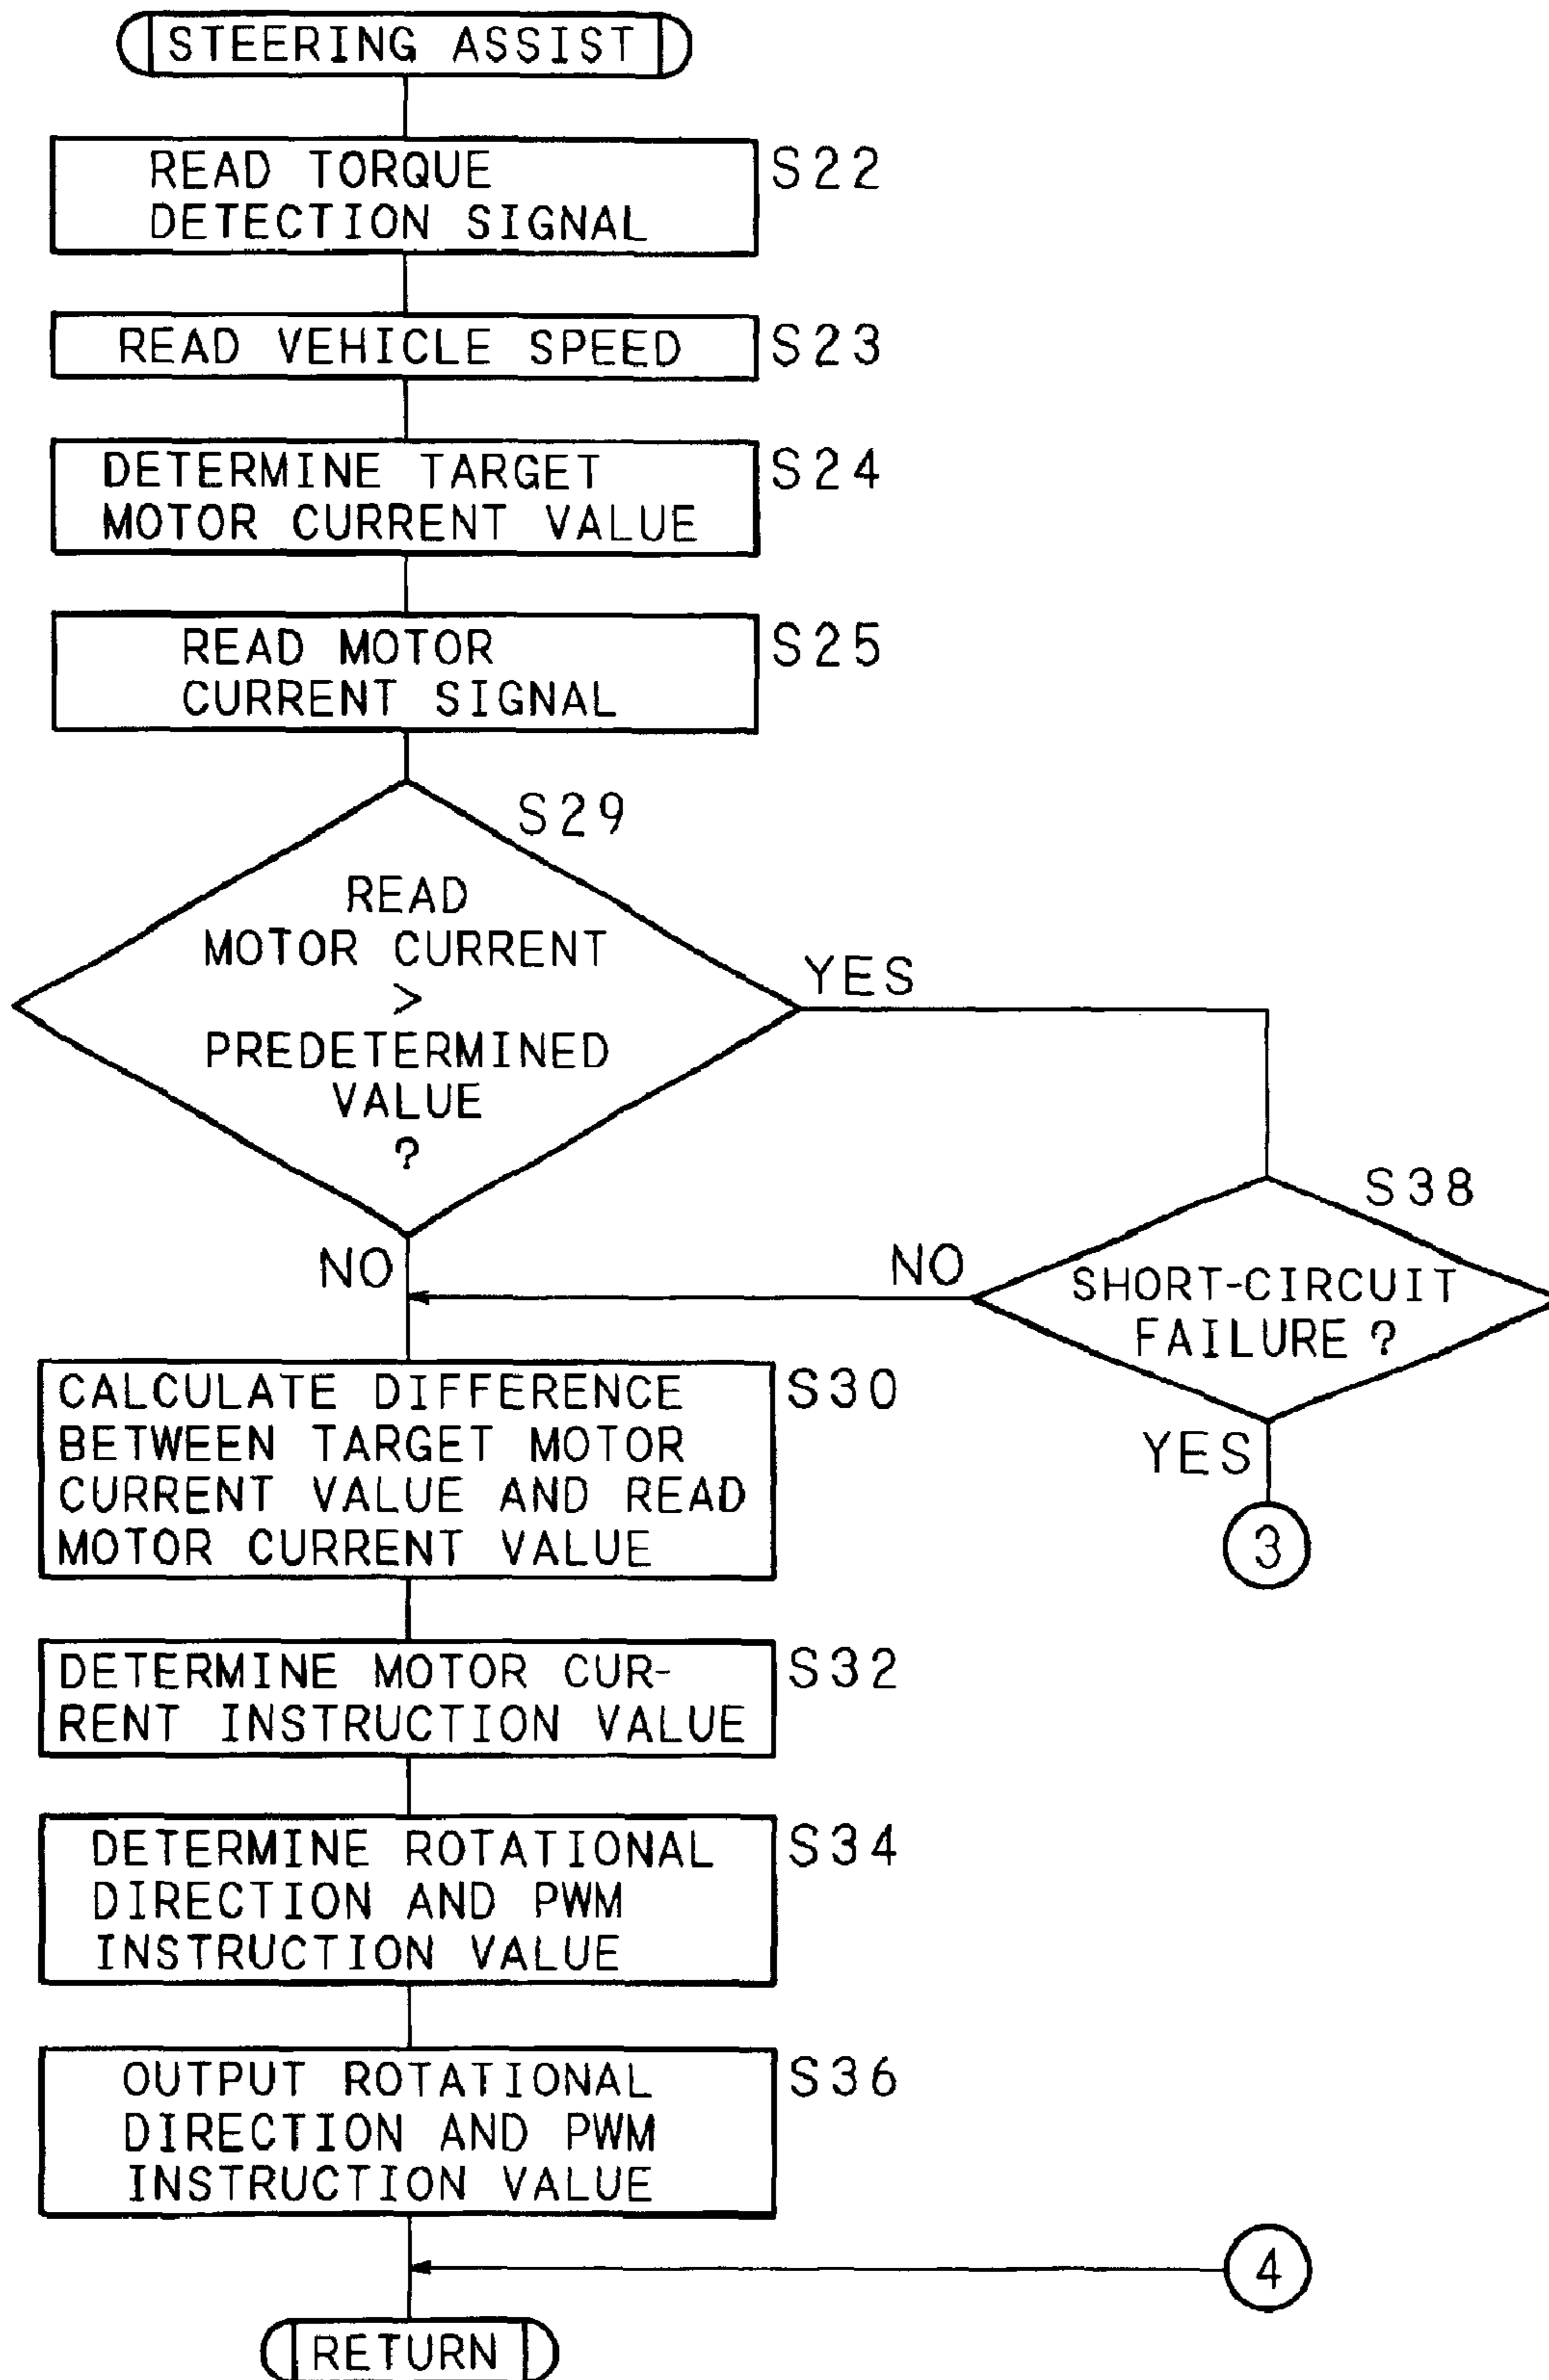 STEERING ASSIST
READ TORQUE
DETECTION SIGNAL
S22
READ VEHICLE SPEED
S23
DETERMINE TARGET
MOTOR CURRENT VALUE
S24
READ MOTOR
CURRENT SIGNAL
S25
S29
READ
MOTOR CURRENT
>
PREDETERMINED
VALUE
?
YES
NO
S38
SHORT-CIRCUIT
FAILURE ?
NO
YES
3
CALCULATE DIFFERENCE
BETWEEN TARGET MOTOR
CURRENT VALUE AND READ
MOTOR CURRENT VALUE
S30
DETERMINE MOTOR CUR-
RENT INSTRUCTION VALUE
S32
DETERMINE ROTATIONAL
DIRECTION AND PWM
INSTRUCTION VALUE
S34
OUTPUT ROTATIONAL
DIRECTION AND PWM
INSTRUCTION VALUE
S36
4
RETURN